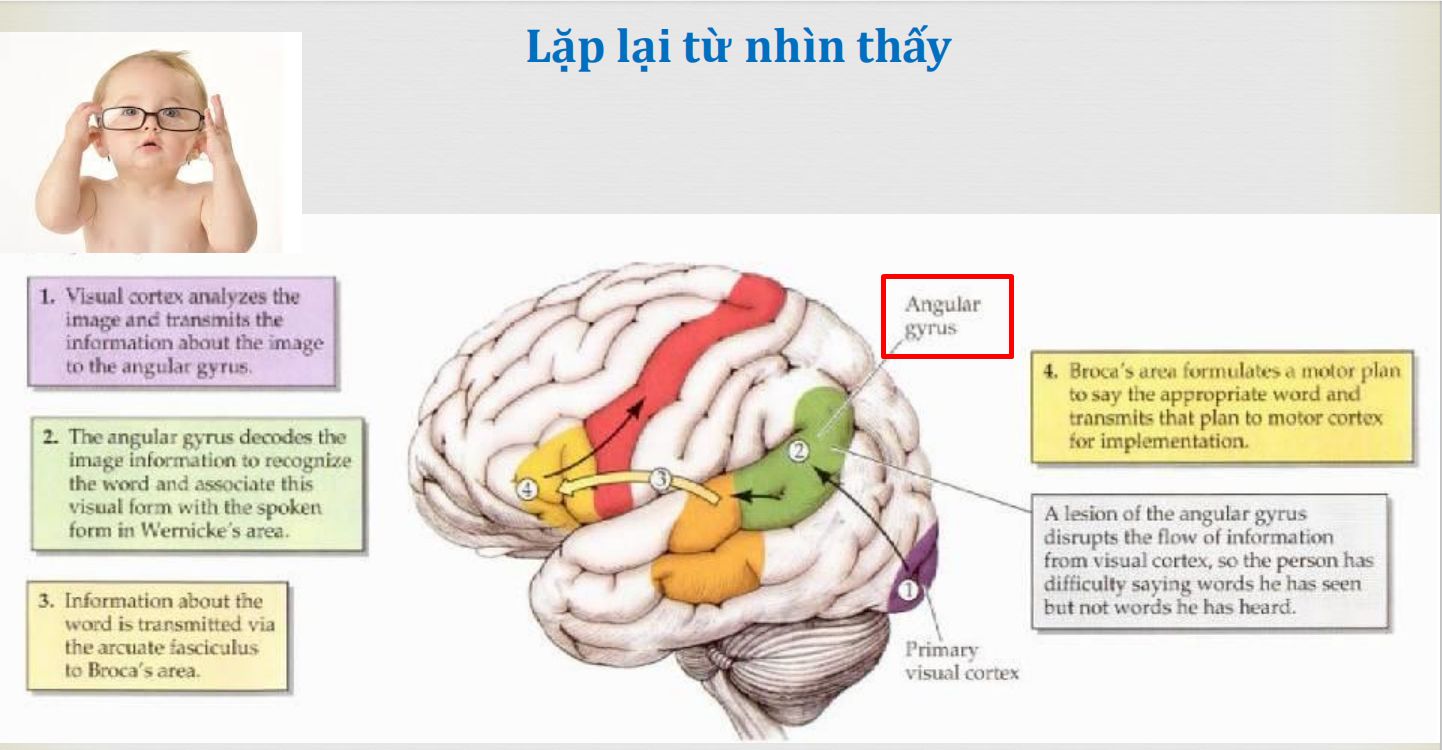 Lặp lại từ nhìn thấy
1. Visual cortex analyzes the
image and transmits the
information about the image
to the angular gyrus.
2. The angular gyrus decodes the
image information to recognize
the word and associate this
visual form with the spoken
form in Wernicke's area.
3. Information about the
word is transmitted via
the arcuate fasciculus
to Broca's area.
4
3
2
1
Angular
gyrus
Primary
visual cortex
4. Broca's area formulates a motor plan
to say the appropriate word and
transmits that plan to motor cortex
for implementation.
A lesion of the angular gyrus
disrupts the flow of information
from visual cortex, so the person has
difficulty saying words he has seen
but not words he has heard.